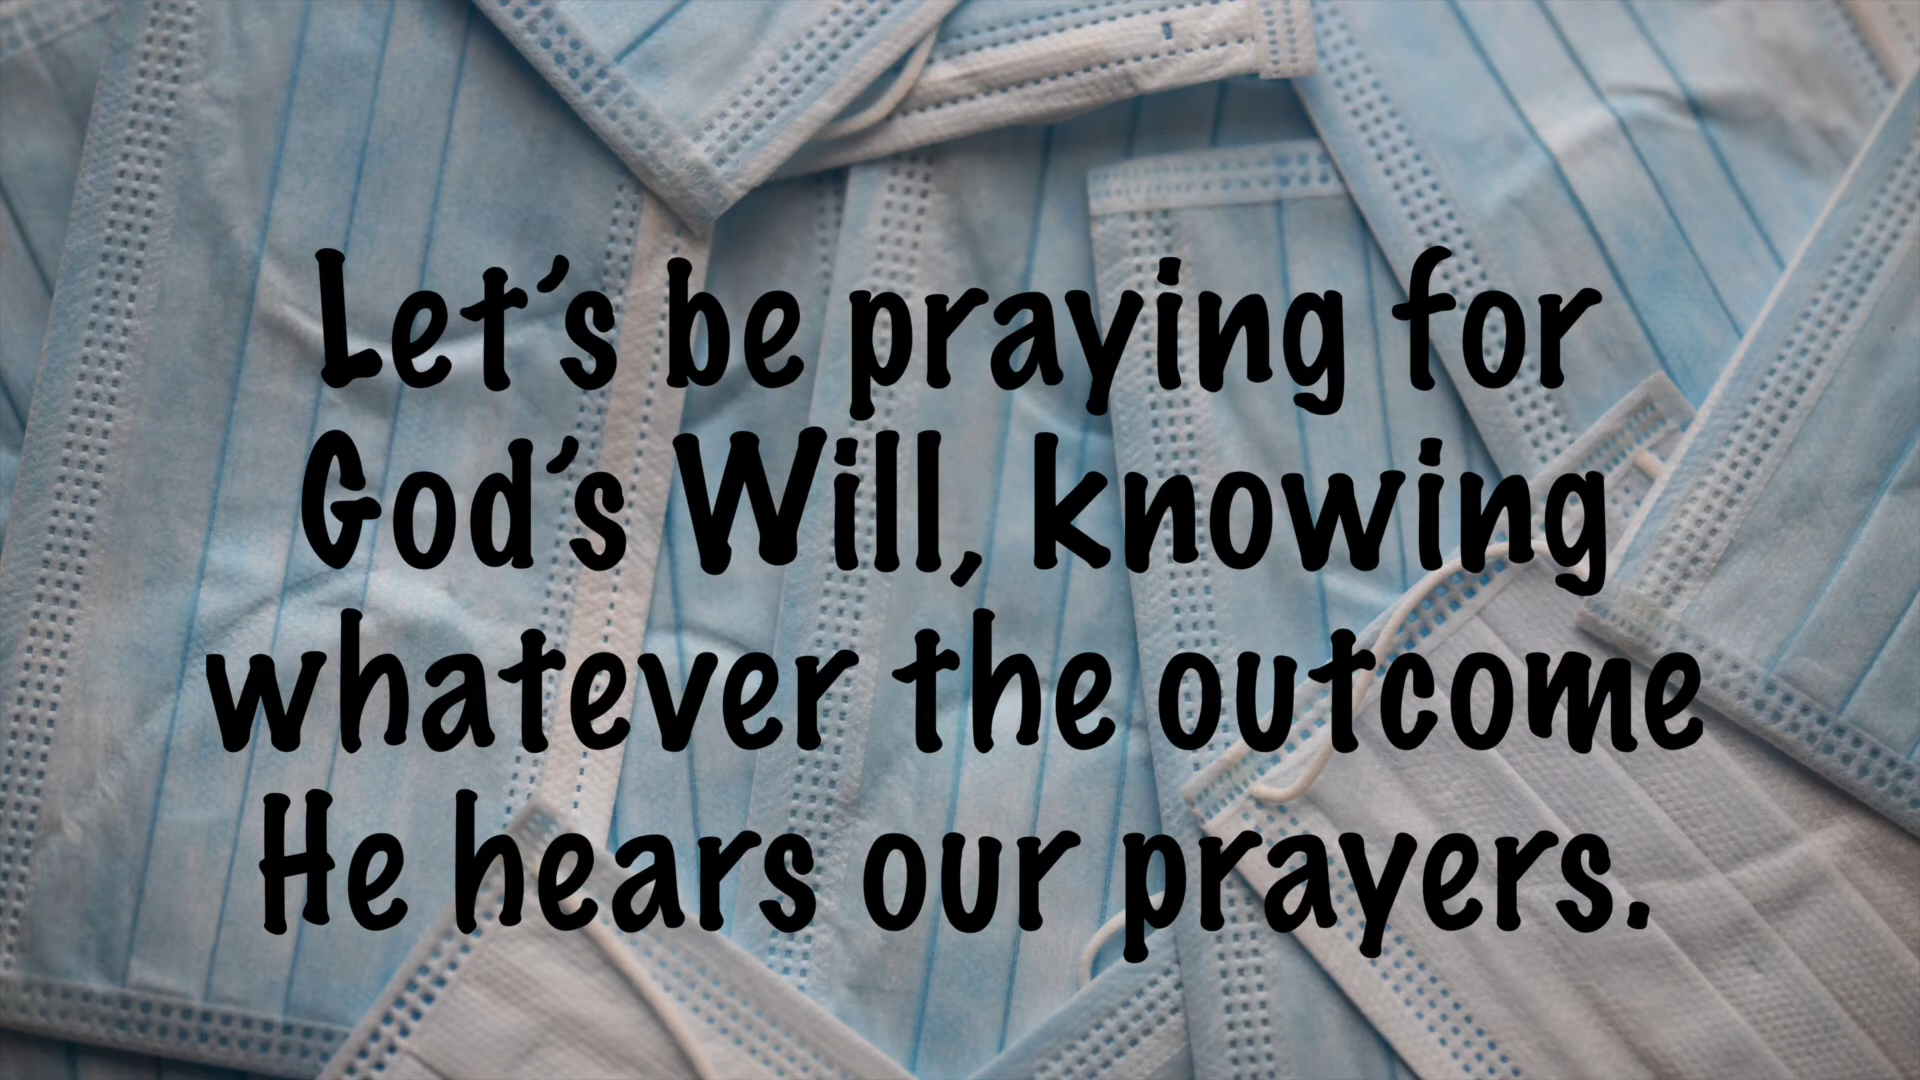 Let's be praying for
God's Will, knowing
whatever the outcome
He hears our prayers.